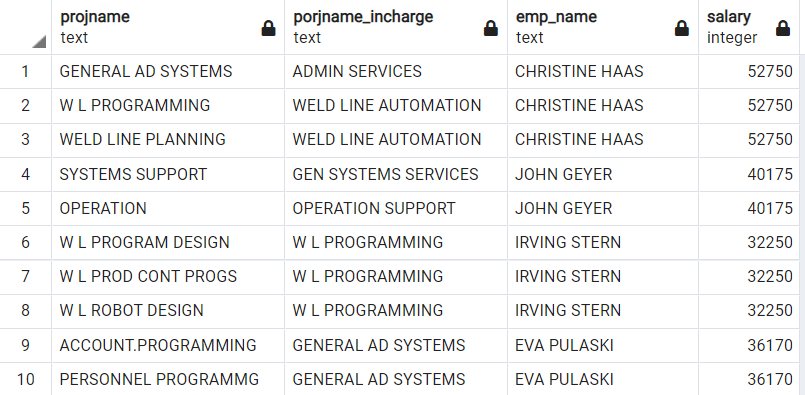 projname porjname_incharge emp_name salary
text text text integer
1 GENERAL AD SYSTEMS ADMIN SERVICES CHRISTINE HAAS 52750
2 W L PROGRAMMING WELD LINE AUTOMATION CHRISTINE HAAS 52750
3 WELD LINE PLANNING WELD LINE AUTOMATION CHRISTINE HAAS 52750
4 SYSTEMS SUPPORT GEN SYSTEMS SERVICES JOHN GEYER 40175
5 OPERATION OPERATION SUPPORT JOHN GEYER 40175
6 W L PROGRAM DESIGN W L PROGRAMMING IRVING STERN 32250
7 W L PROD CONT PROGS W L PROGRAMMING IRVING STERN 32250
8 W L ROBOT DESIGN W L PROGRAMMING IRVING STERN 32250
9 ACCOUNT.PROGRAMMING GENERAL AD SYSTEMS EVA PULASKI 36170
10 PERSONNEL PROGRAMMG GENERAL AD SYSTEMS EVA PULASKI 36170